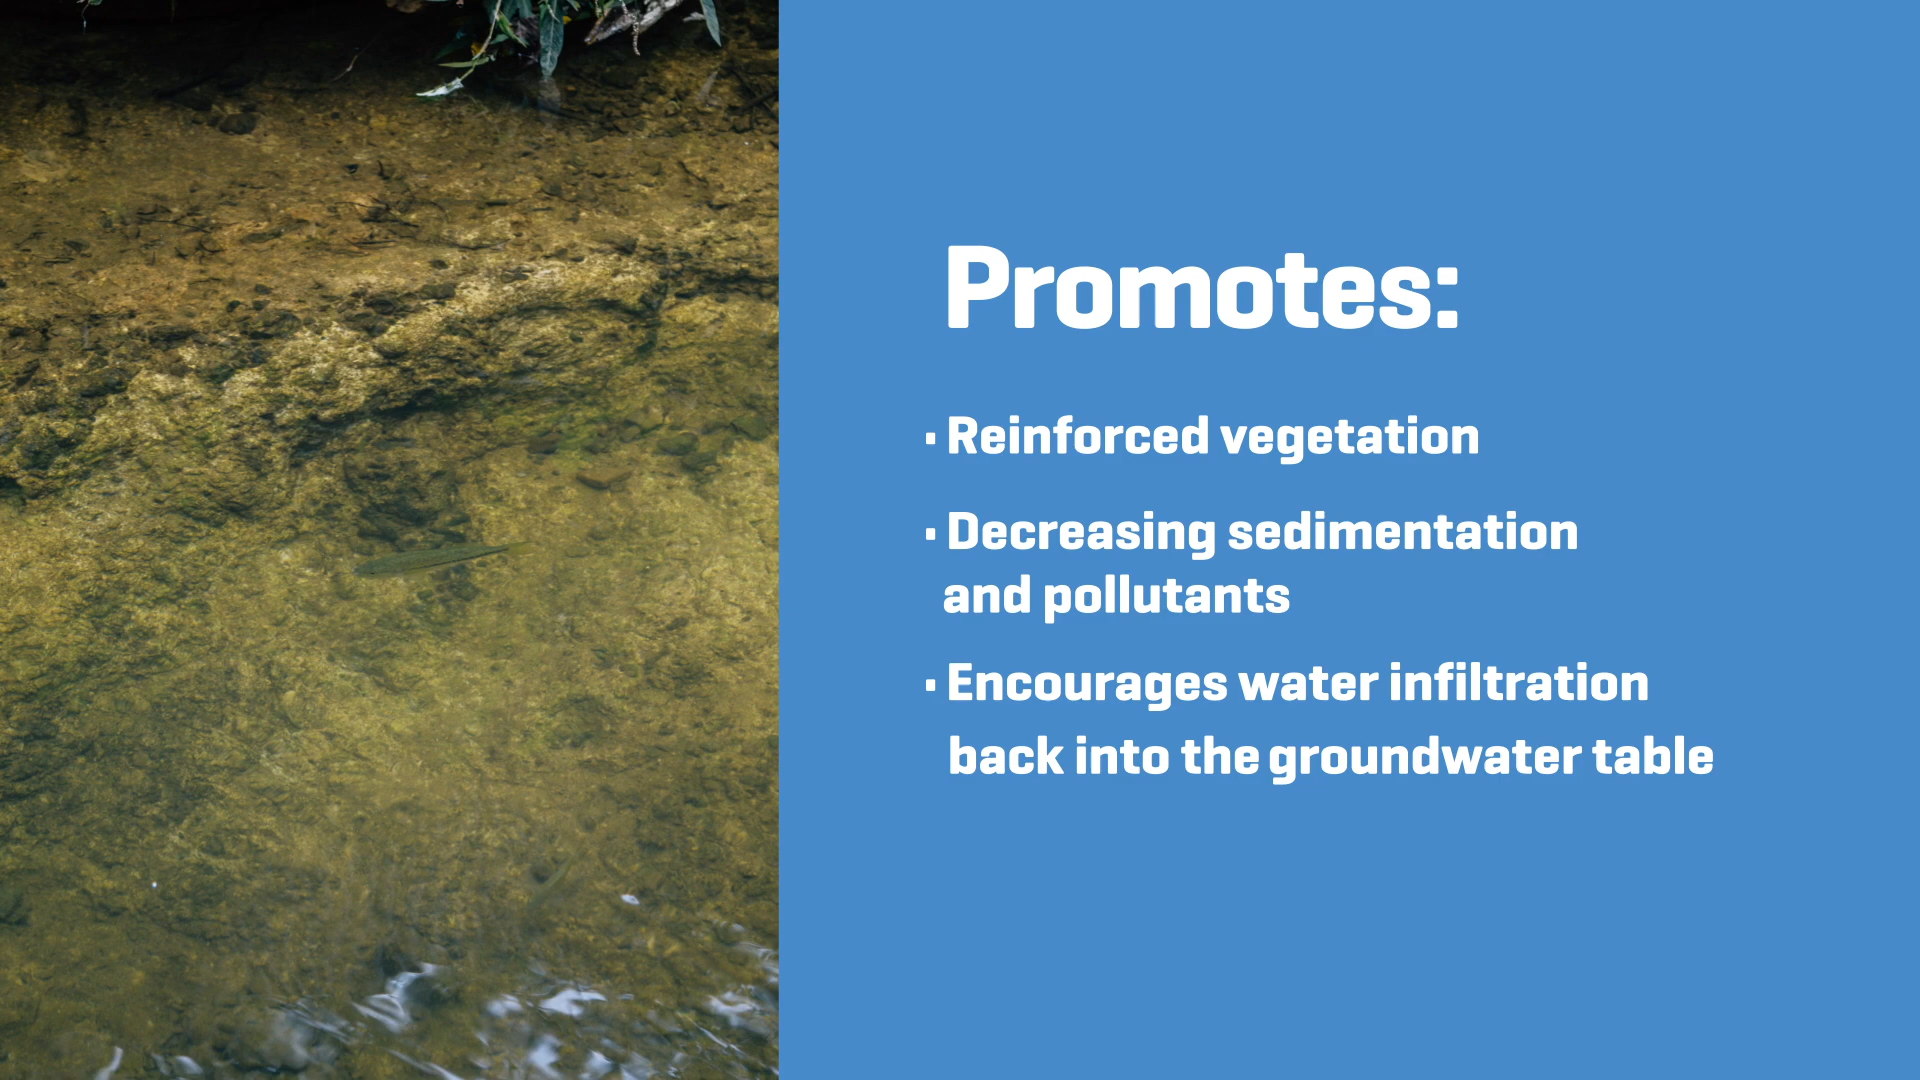 Promotes:
· Reinforced vegetation
· Decreasing sedimentation
and pollutants
· Encourages water infiltration
back into the groundwater table